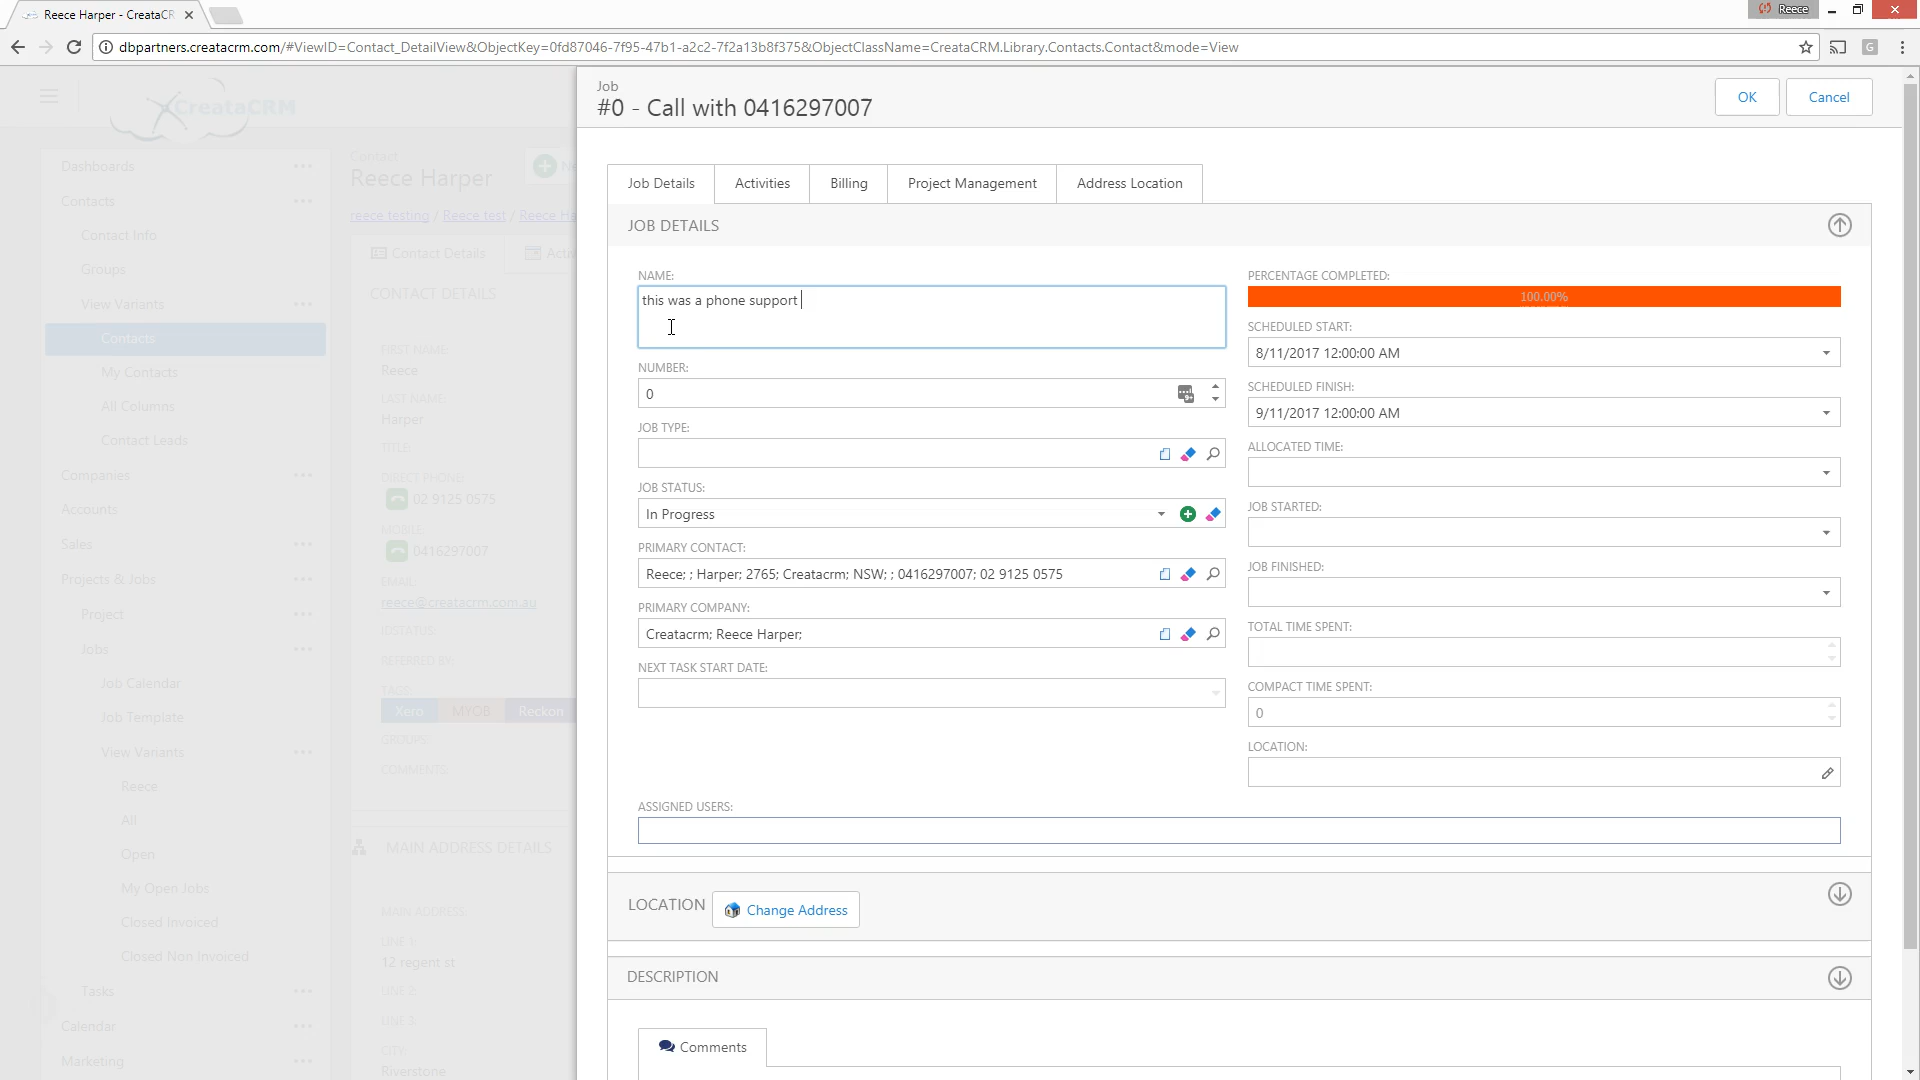 Reece Harper - CreataCR
Reece
dbpartners.creatacrm.com/#ViewID=Contact_DetailView&ObjectKey=0fd87046-7f95-47b1-a2c2-7f2a13b8f375&ObjectClassName=CreataCRM.Library.Contacts.Contact&mode=View
CreataCRM
Dashboards
Contacts
Contact Info
Groups
View Variants
Contacts
My Contacts
All Columns
Contact Leads
Companies
Accounts
Sales
Projects & Jobs
Project
Jobs
Job Calendar
Job Template
View Variants
Reece
All
Open
My Open Jobs
Closed Invoiced
Closed Non Invoiced
Tasks
Calendar
Marketing
Contact
Reece Harper
reece testing / Reece test / Reece Ha
Contact Details
Activ
CONTACT DETAILS
FIRST NAME:
Reece
LAST NAME:
Harper
TITLE:
DIRECT PHONE:
02 9125 0575
MOBILE:
0416297007
EMAIL:
reece@creatacrm.com.au
REFERRED BY:
TAGS:
Xero MYOB Reckon
GROUPS:
COMMENTS:
MAIN ADDRESS DETAILS
MAIN ADDRESS
LINE 1:
12 regent st
LINE 2:
LINE 3:
CITY:
Riverstone
Job
#0 - Call with 0416297007
OK
Cancel
Job Details
Activities
Billing
Project Management
Address Location
JOB DETAILS
NAME:
this was a phone support
NUMBER:
0
JOB TYPE:
JOB STATUS:
In Progress
PRIMARY CONTACT:
Reece; ; Harper; 2765; Creatacrm; NSW; ; 0416297007; 02 9125 0575
PRIMARY COMPANY:
Creatacrm; Reece Harper;
NEXT TASK START DATE:
PERCENTAGE COMPLETED:
100.00%
SCHEDULED START:
8/11/2017 12:00:00 AM
SCHEDULED FINISH:
9/11/2017 12:00:00 AM
ALLOCATED TIME:
JOB STARTED:
JOB FINISHED:
TOTAL TIME SPENT:
COMPACT TIME SPENT:
0
LOCATION:
ASSIGNED USERS:
LOCATION
Change Address
DESCRIPTION
Comments